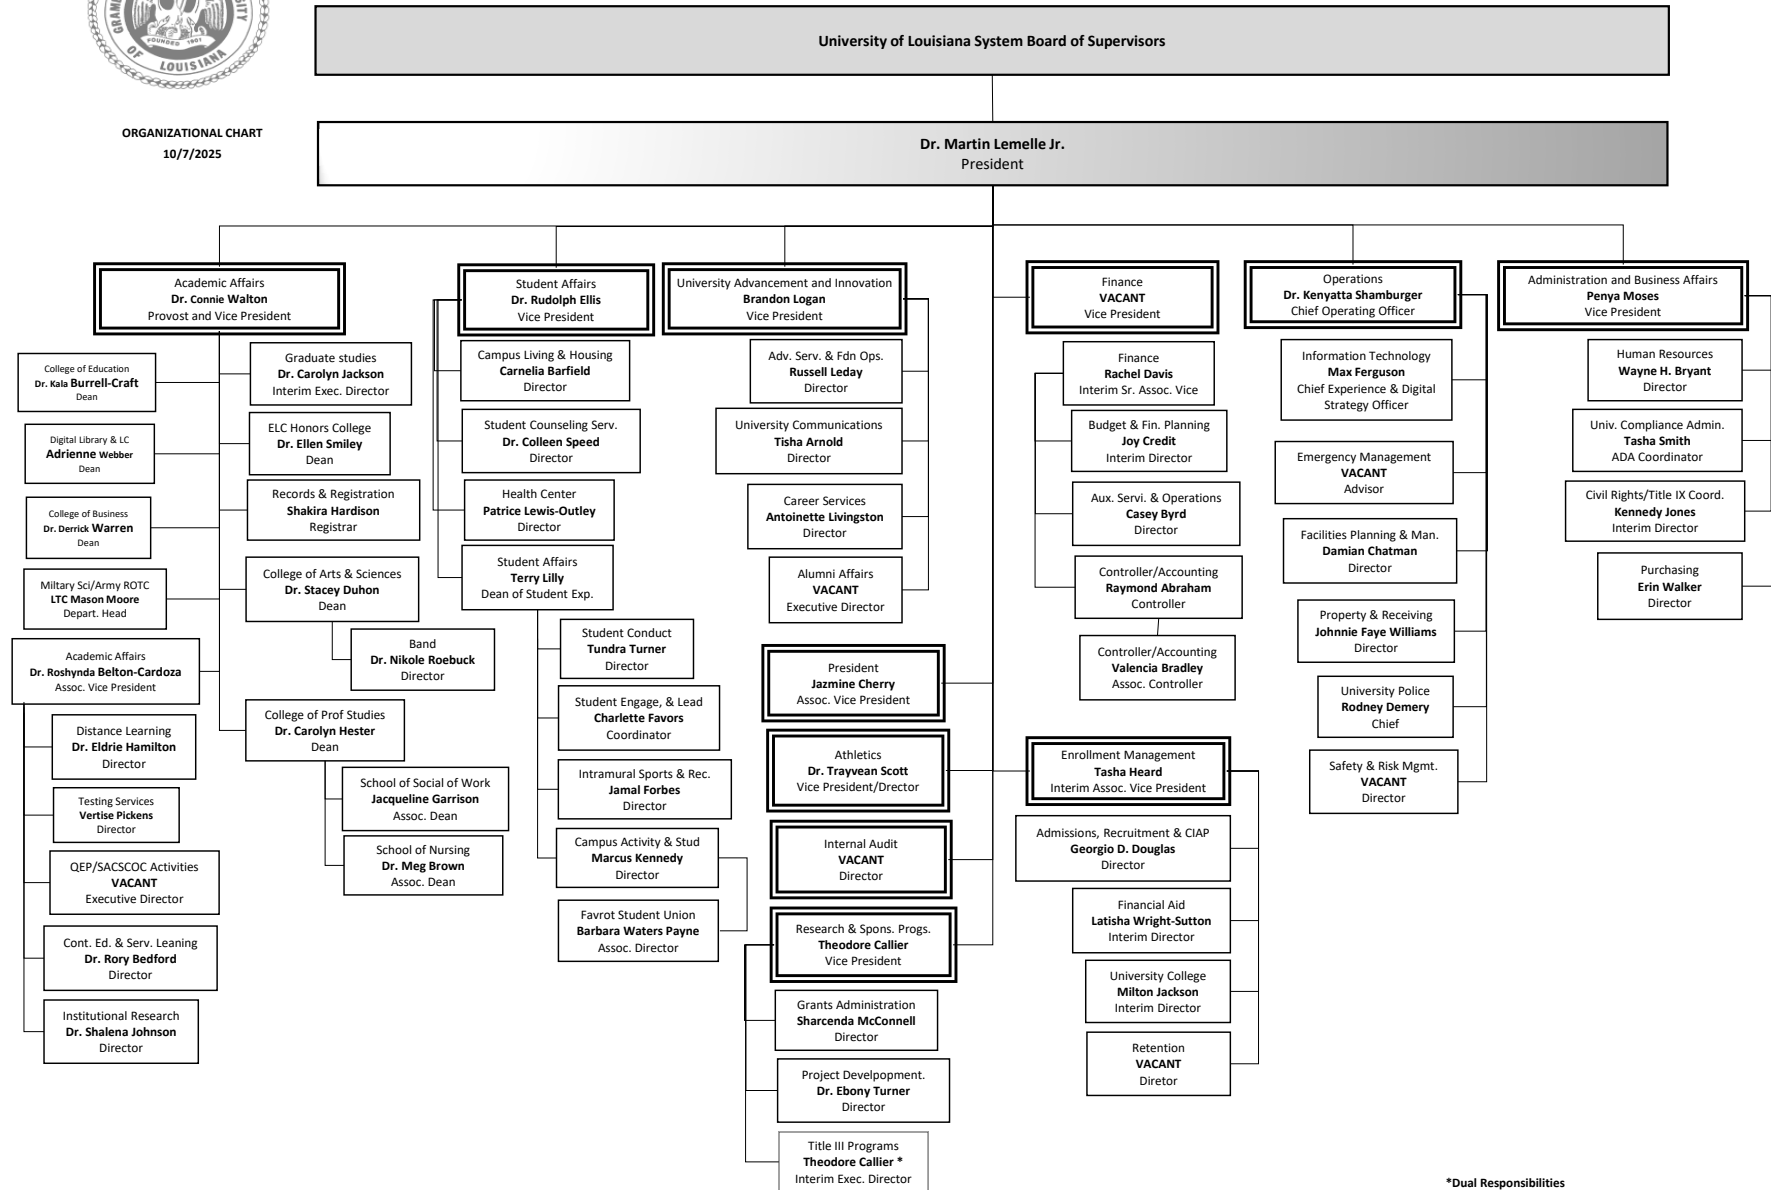 GRAM
SITY
FOUNDED 1901
OF LOUISIANA
University of Louisiana System Board of Supervisors
ORGANIZATIONAL CHART
10/7/2025
Dr. Martin Lemelle Jr.
President
Academic Affairs
Dr. Connie Walton
Provost and Vice President
Student Affairs
Dr. Rudolph Ellis
Vice President
University Advancement and Innovation
Brandon Logan
Vice President
Finance
VACANT
Vice President
Operations
Dr. Kenyatta Shamburger
Chief Operating Officer
Administration and Business Affairs
Penya Moses
Vice President
College of Education
Dr. Kala Burrell-Craft
Dean
Digital Library & LC
Adrienne Webber
Dean
College of Business
Dr. Derrick Warren
Dean
Miltary Sci/Army ROTC
LTC Mason Moore
Depart. Head
Academic Affairs
Dr. Roshynda Belton-Cardoza
Assoc. Vice President
Distance Learning
Dr. Eldrie Hamilton
Director
Testing Services
Vertise Pickens
Director
QEP/SACSCOC Activities
VACANT
Executive Director
Cont. Ed. & Serv. Leaning
Dr. Rory Bedford
Director
Institutional Research
Dr. Shalena Johnson
Director
Graduate studies
Dr. Carolyn Jackson
Interim Exec. Director
ELC Honors College
Dr. Ellen Smiley
Dean
Records & Registration
Shakira Hardison
Registrar
College of Arts & Sciences
Dr. Stacey Duhon
Dean
Band
Dr. Nikole Roebuck
Director
College of Prof Studies
Dr. Carolyn Hester
Dean
School of Social of Work
Jacqueline Garrison
Assoc. Dean
School of Nursing
Dr. Meg Brown
Assoc. Dean
Campus Living & Housing
Carnelia Barfield
Director
Student Counseling Serv.
Dr. Colleen Speed
Director
Health Center
Patrice Lewis-Outley
Director
Student Affairs
Terry Lilly
Dean of Student Exp.
Student Conduct
Tundra Turner
Director
Student Engage, & Lead
Charlette Favors
Coordinator
Intramural Sports & Rec.
Jamal Forbes
Director
Campus Activity & Stud
Marcus Kennedy
Director
Favrot Student Union
Barbara Waters Payne
Assoc. Director
Adv. Serv. & Fdn Ops.
Russell Leday
Director
University Communications
Tisha Arnold
Director
Career Services
Antoinette Livingston
Director
Alumni Affairs
VACANT
Executive Director
President
Jazmine Cherry
Assoc. Vice President
Athletics
Dr. Trayvean Scott
Vice President/Drector
Internal Audit
VACANT
Director
Research & Spons. Progs.
Theodore Callier
Vice President
Grants Administration
Sharcenda McConnell
Director
Project Develpopment.
Dr. Ebony Turner
Director
Title III Programs
Theodore Callier *
Interim Exec. Director
Finance
Rachel Davis
Interim Sr. Assoc. Vice
Budget & Fin. Planning
Joy Credit
Interim Director
Aux. Servi. & Operations
Casey Byrd
Director
Controller/Accounting
Raymond Abraham
Controller
Controller/Accounting
Valencia Bradley
Assoc. Controller
Enrollment Management
Tasha Heard
Interim Assoc. Vice President
Admissions, Recruitment & CIAP
Georgio D. Douglas
Director
Financial Aid
Latisha Wright-Sutton
Interim Director
University College
Milton Jackson
Interim Director
Retention
VACANT
Diretor
Information Technology
Max Ferguson
Chief Experience & Digital
Strategy Officer
Emergency Management
VACANT
Advisor
Facilities Planning & Man.
Damian Chatman
Director
Property & Receiving
Johnnie Faye Williams
Director
University Police
Rodney Demery
Chief
Safety & Risk Mgmt.
VACANT
Director
Human Resources
Wayne H. Bryant
Director
Univ. Compliance Admin.
Tasha Smith
ADA Coordinator
Civil Rights/Title IX Coord.
Kennedy Jones
Interim Director
Purchasing
Erin Walker
Director
*Dual Responsibilities